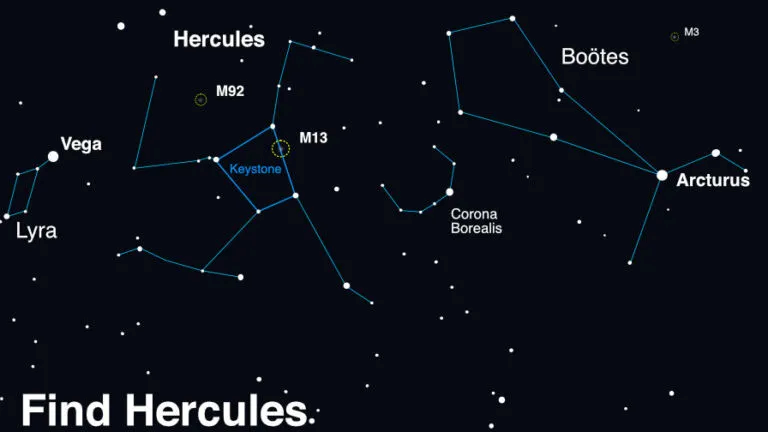 Hercules
M3
Boötes
M92
M13
Vega
Keystone
Arcturus
Corona
Borealis
Lyra
Find Hercules.